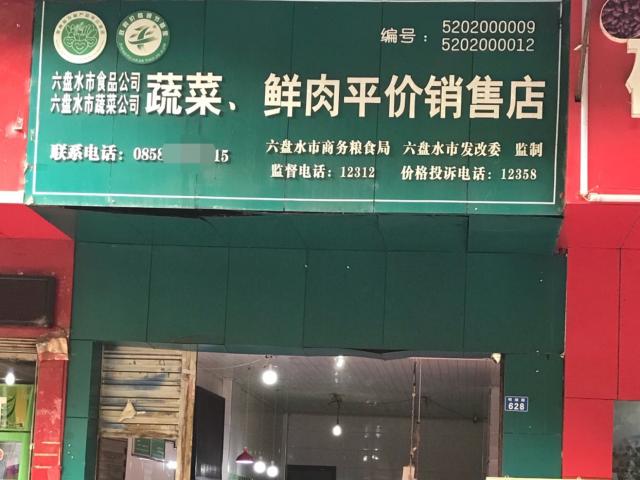 编号：5202000009
5202000012
六盘水市食品公司
六盘水市蔬菜公司
蔬菜、鲜肉平价销售店
联系电话：0858 15
六盘水市商务粮食局 六盘水市发改委 监制
监督电话：12312 价格投诉电话：12358
628